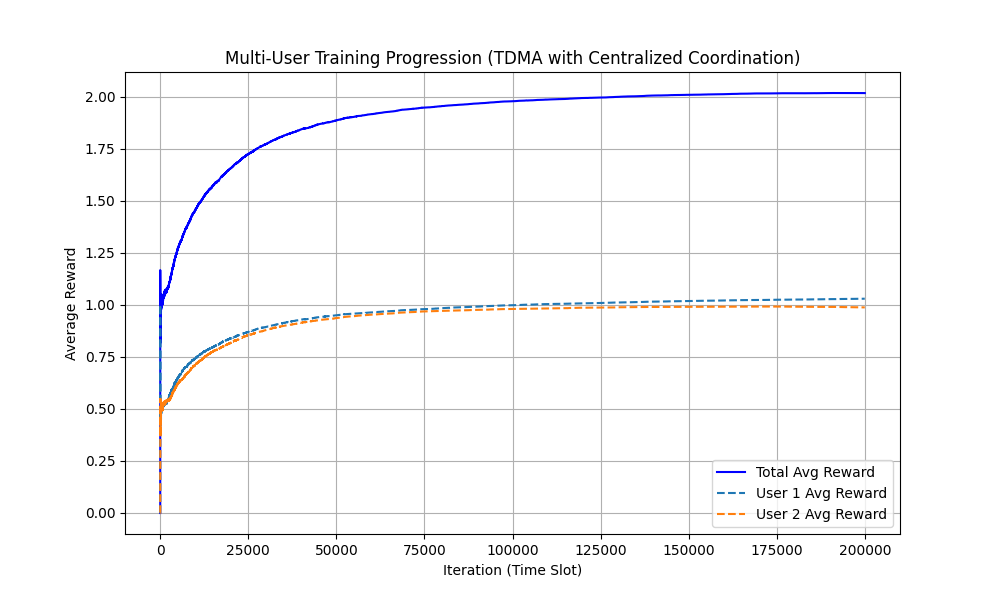 Multi-User Training Progression (TDMA with Centralized Coordination)
Average Reward
2.00
1.75
1.50
1.25
1.00
0.75
0.50
0.25
0.00
Total Avg Reward
User 1 Avg Reward
User 2 Avg Reward
0 25000 50000 75000 100000 125000 150000 175000 200000
Iteration (Time Slot)